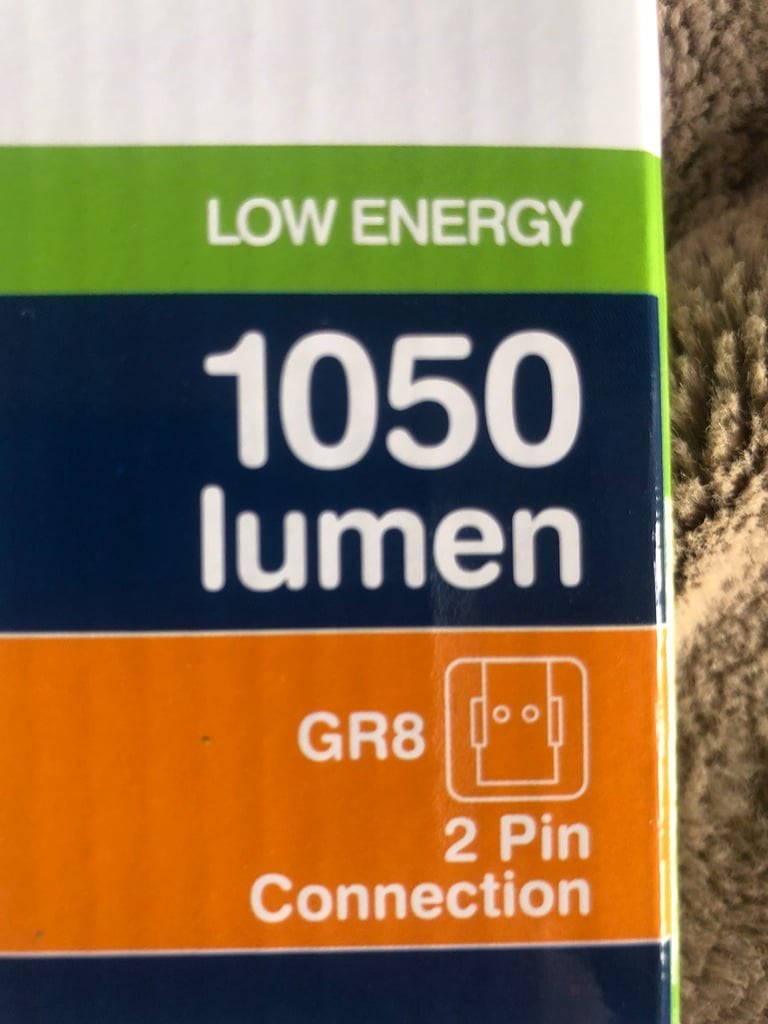 LOW ENERGY
1050
lumen
GR8
2 Pin
Connection